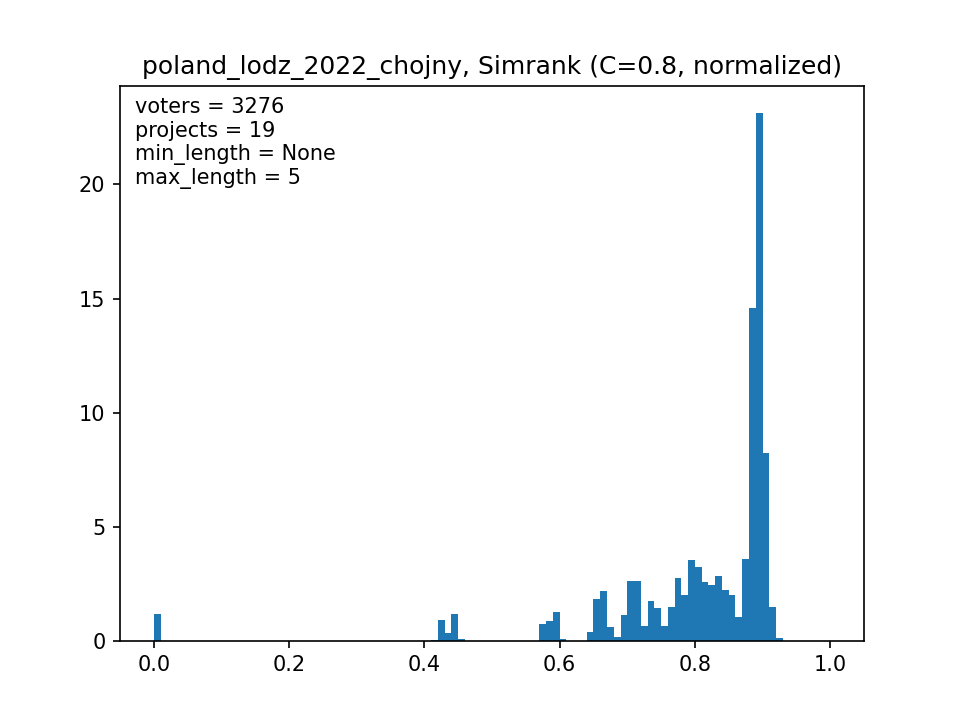 poland_lodz_2022_chojny, Simrank (C=0.8, normalized)
voters = 3276
projects = 19
min_length = None
max_length = 5
20
15
10
5
0
0.0 0.2 0.4 0.6 0.8 1.0